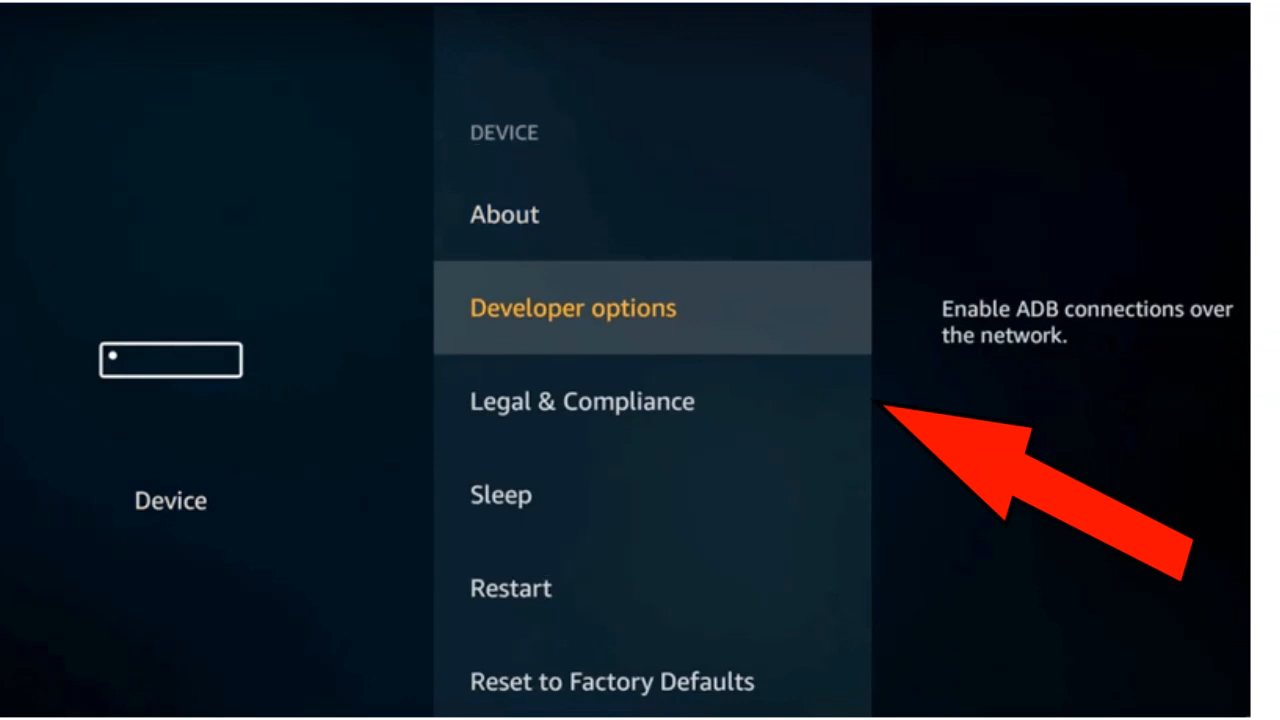 DEVICE
About
Developer options
Enable ADB connections over
the network.
Legal & Compliance
Sleep
Device
Restart
Reset to Factory Defaults